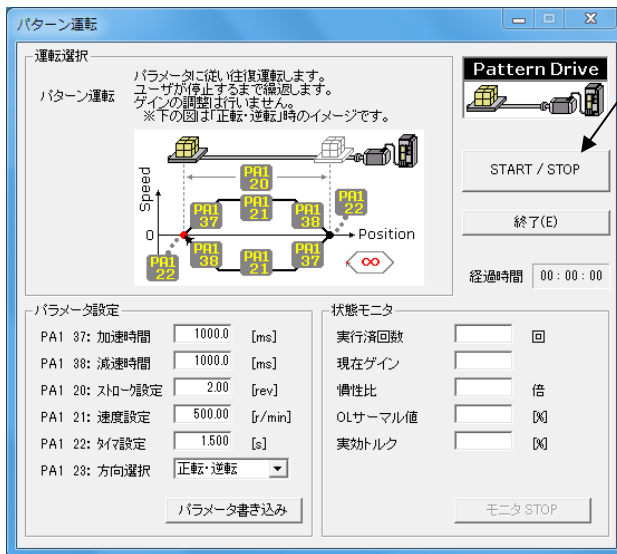 パターン運転
運転選択
パターン運転
パラメータに従い往復運転します。
ユーザが停止するまで繰返します。
ゲインの調整は行いません。
※下の図は「正転・逆転」時のイメージです。
Speed
0
Position
PA1 20
PA1 37
PA1 21
PA1 38
PA1 22
PA1 22
PA1 38
PA1 21
PA1 37
∞
Pattern Drive
START / STOP
終了(E)
経過時間 00:00:00
パラメータ設定
PA1 37: 加速時間 1000.0 [ms]
PA1 38: 減速時間 1000.0 [ms]
PA1 20: ストローク設定 2.00 [rev]
PA1 21: 速度設定 500.00 [r/min]
PA1 22: タイマ設定 1.500 [s]
PA1 23: 方向選択 正転・逆転
パラメータ書き込み
状態モニタ
実行済回数 回
現在ゲイン
慣性比 倍
OLサーマル値 [%]
実効トルク [%]
モニタ STOP